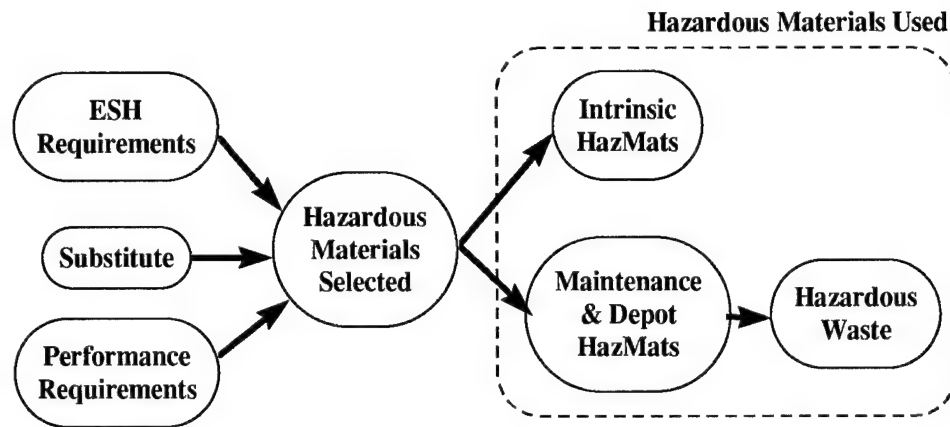 Hazardous Materials Used
ESH
Requirements
Substitute
Performance
Requirements
Hazardous
Materials
Selected
Intrinsic
HazMats
Maintenance
& Depot
HazMats
Hazardous
Waste